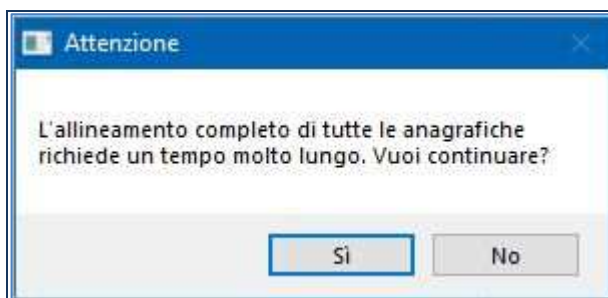 Attenzione
L'allineamento completo di tutte le anagrafiche
richiede un tempo molto lungo. Vuoi continuare?
Sì No